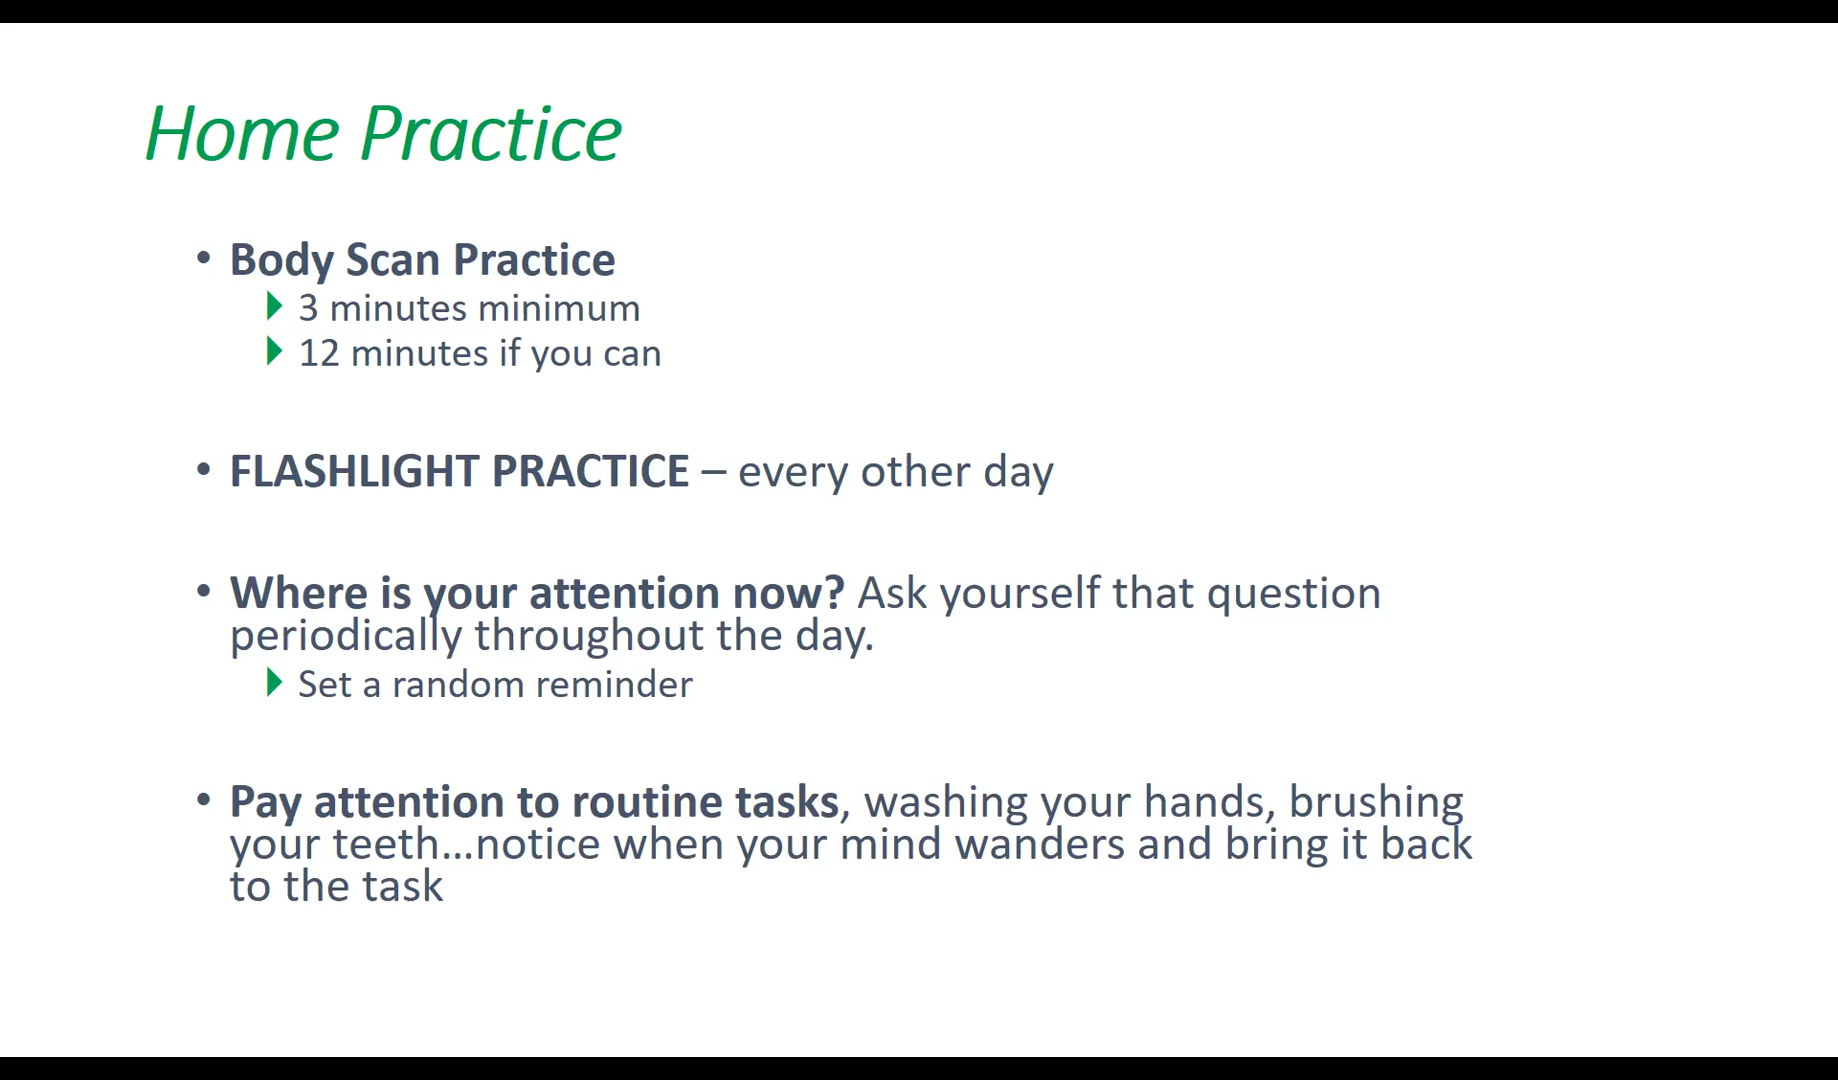 Home Practice
• Body Scan Practice
3 minutes minimum
12 minutes if you can
• FLASHLIGHT PRACTICE – every other day
• Where is your attention now? Ask yourself that question
periodically throughout the day.
Set a random reminder
• Pay attention to routine tasks, washing your hands, brushing
your teeth...notice when your mind wanders and bring it back
to the task